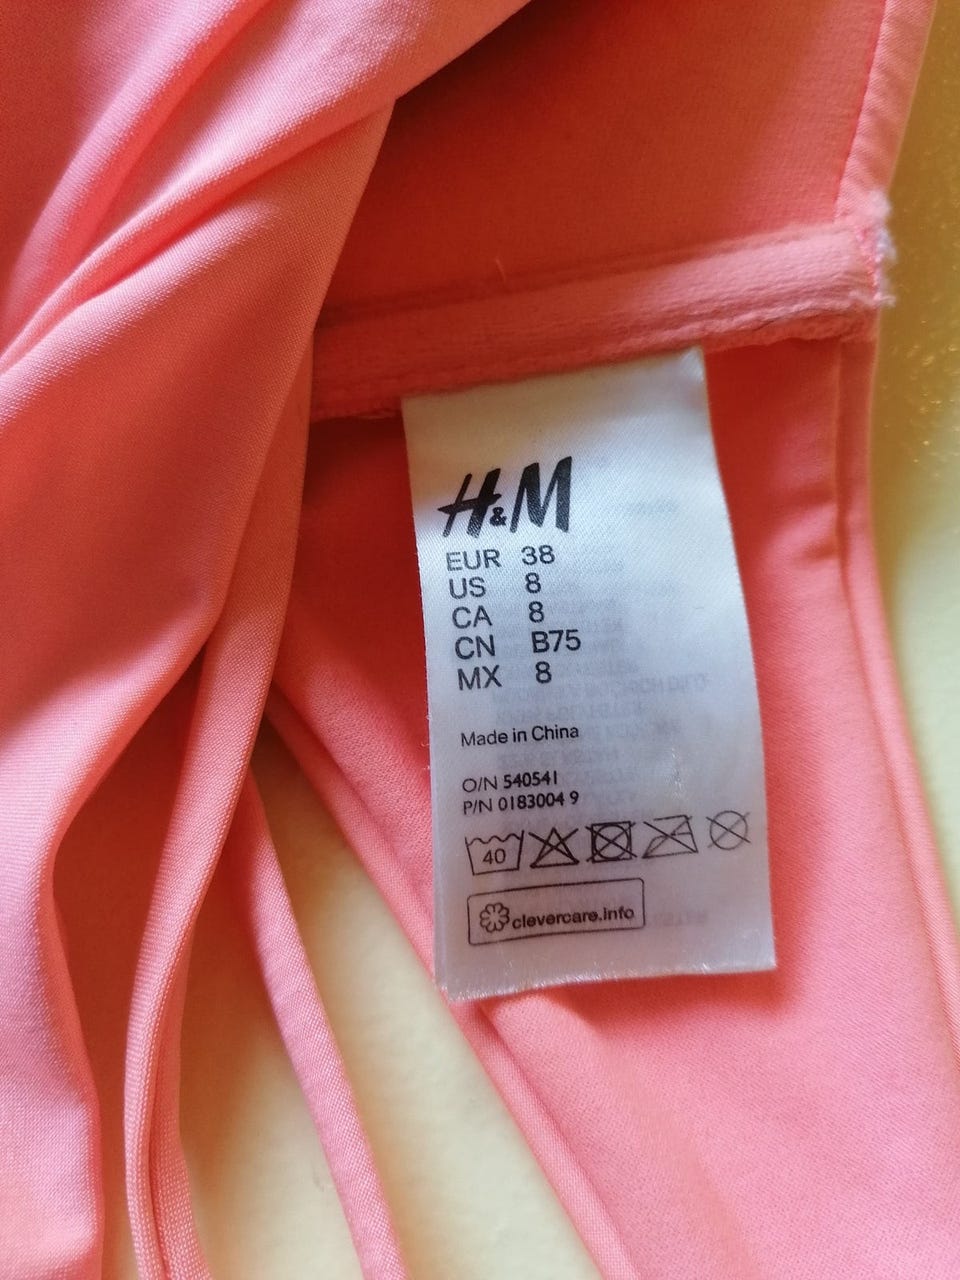 H&M
EUR 38
US 8
CA 8
CN B75
MX 8
Made in China
O/N 540541
P/N 0183004 9
40
clevercare.info